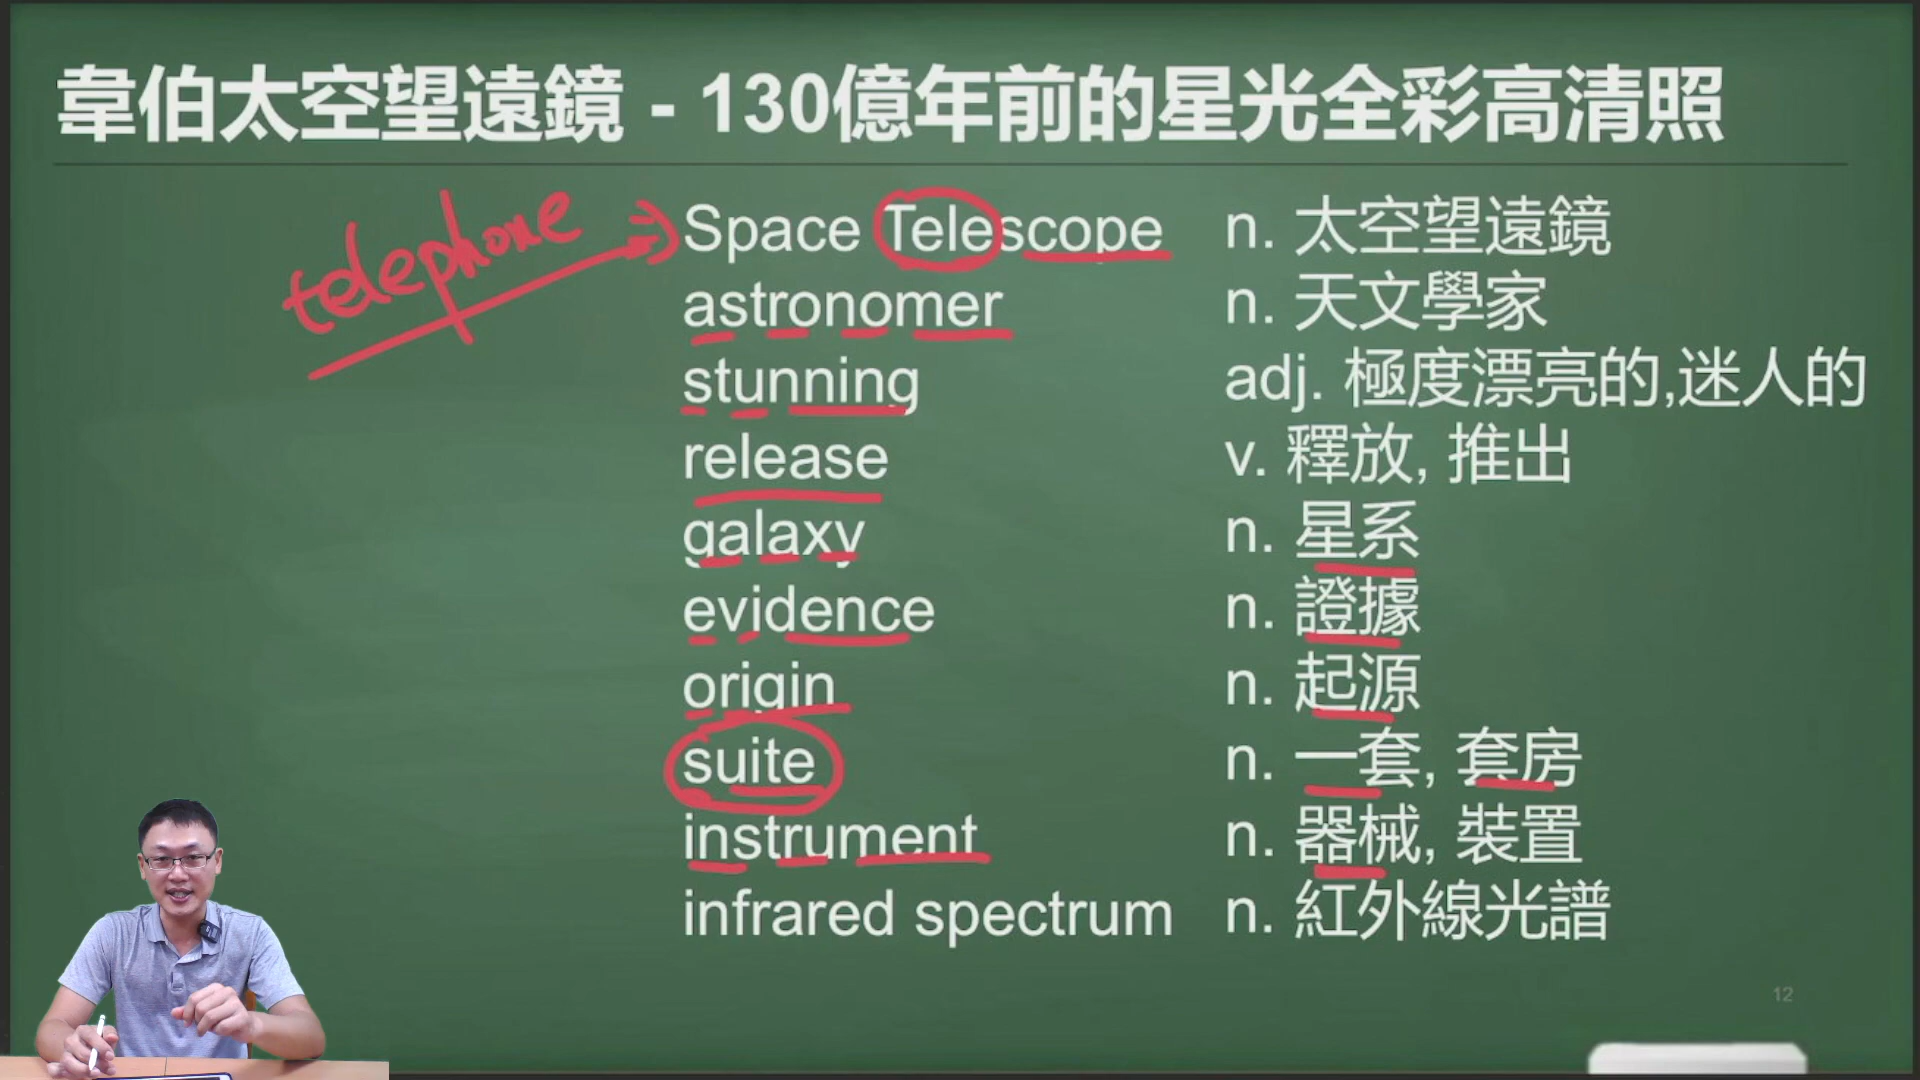 韋伯太空望遠鏡 - 130億年前的星光全彩高清照
telephone
Space Telescope n. 太空望遠鏡
astronomer n. 天文學家
stunning adj. 極度漂亮的,迷人的
release v. 釋放, 推出
galaxy n. 星系
evidence n. 證據
origin n. 起源
suite n. 一套, 套房
instrument n. 器械, 裝置
infrared spectrum n. 紅外線光譜
12